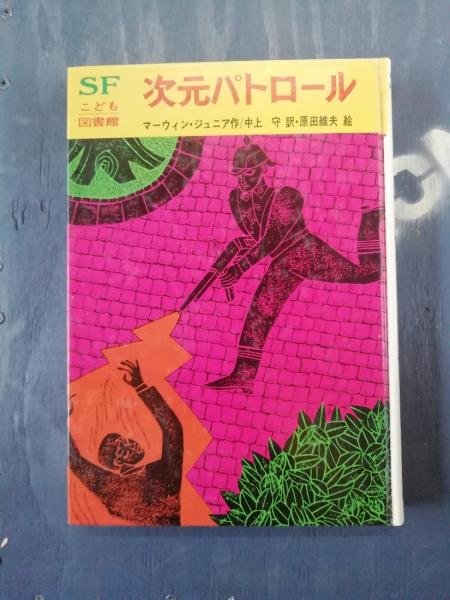 SF
こども
図書館
次元パトロール
マーウィン・ジュニア作/中上 守 訳・原田維夫 絵